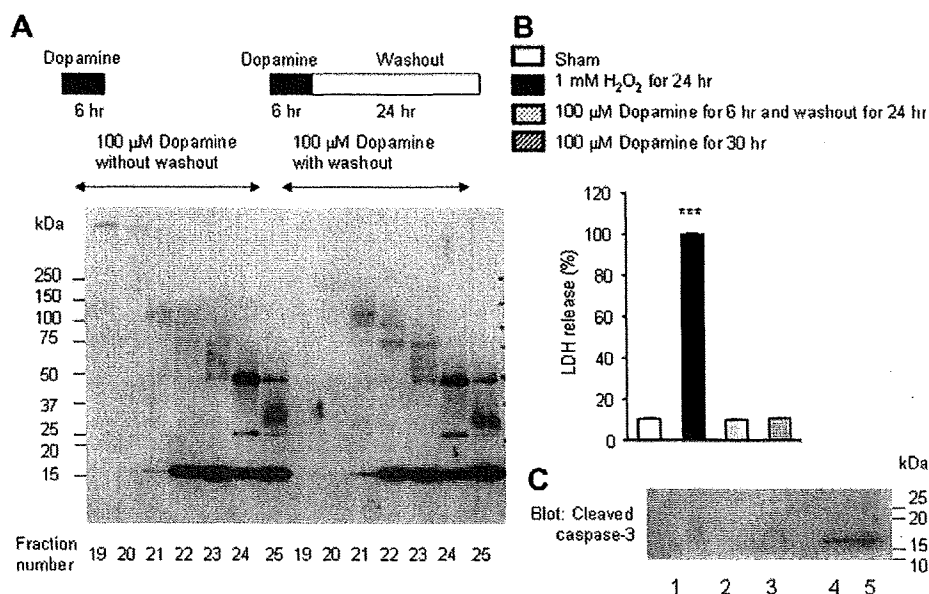 A
Dopamine
6 hr
Dopamine Washout
6 hr 24 hr
100 µM Dopamine without washout
100 µM Dopamine with washout
kDa
250
150
100
75
50
37
25
20
15
Fraction number
19 20 21 22 23 24 25 19 20 21 22 23 24 25
B
Sham
1 mM H₂O₂ for 24 hr
100 µM Dopamine for 6 hr and washout for 24 hr
100 µM Dopamine for 30 hr
LDH release (%)
120
100
80
60
40
20
0
***
C
Blot: Cleaved caspase-3
kDa
25
20
15
10
1 2 3 4 5